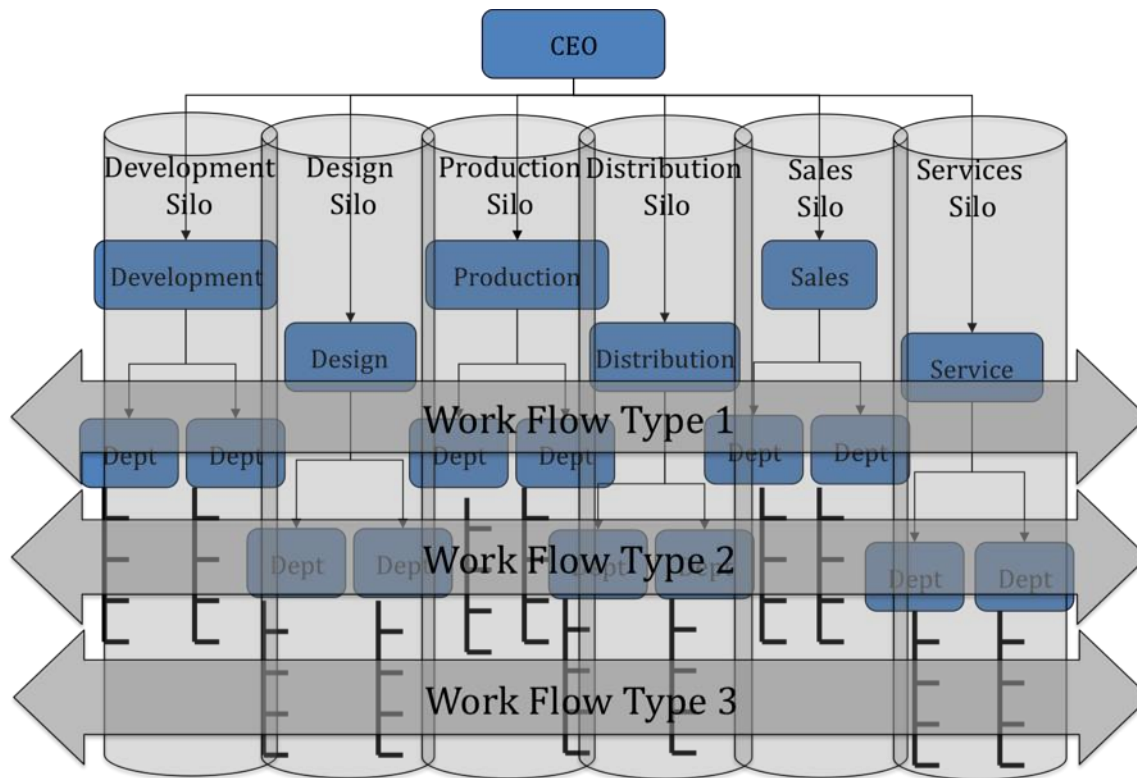 CEO
Development
Silo
Design
Silo
Production
Silo
Distribution
Silo
Sales
Silo
Services
Silo
Development
Production
Sales
Design
Distribution
Service
Work Flow Type 1
Dept
Dept
Dept
Dept
Dept
Dept
Work Flow Type 2
Dept
Dept
Dept
Dept
Dept
Dept
Work Flow Type 3